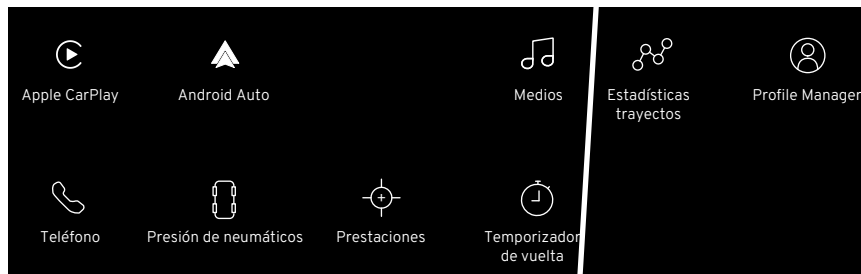 Apple CarPlay
Android Auto
Medios
Estadísticas
trayectos
Profile Manager
Teléfono
Presión de neumáticos
Prestaciones
Temporizador
de vuelta